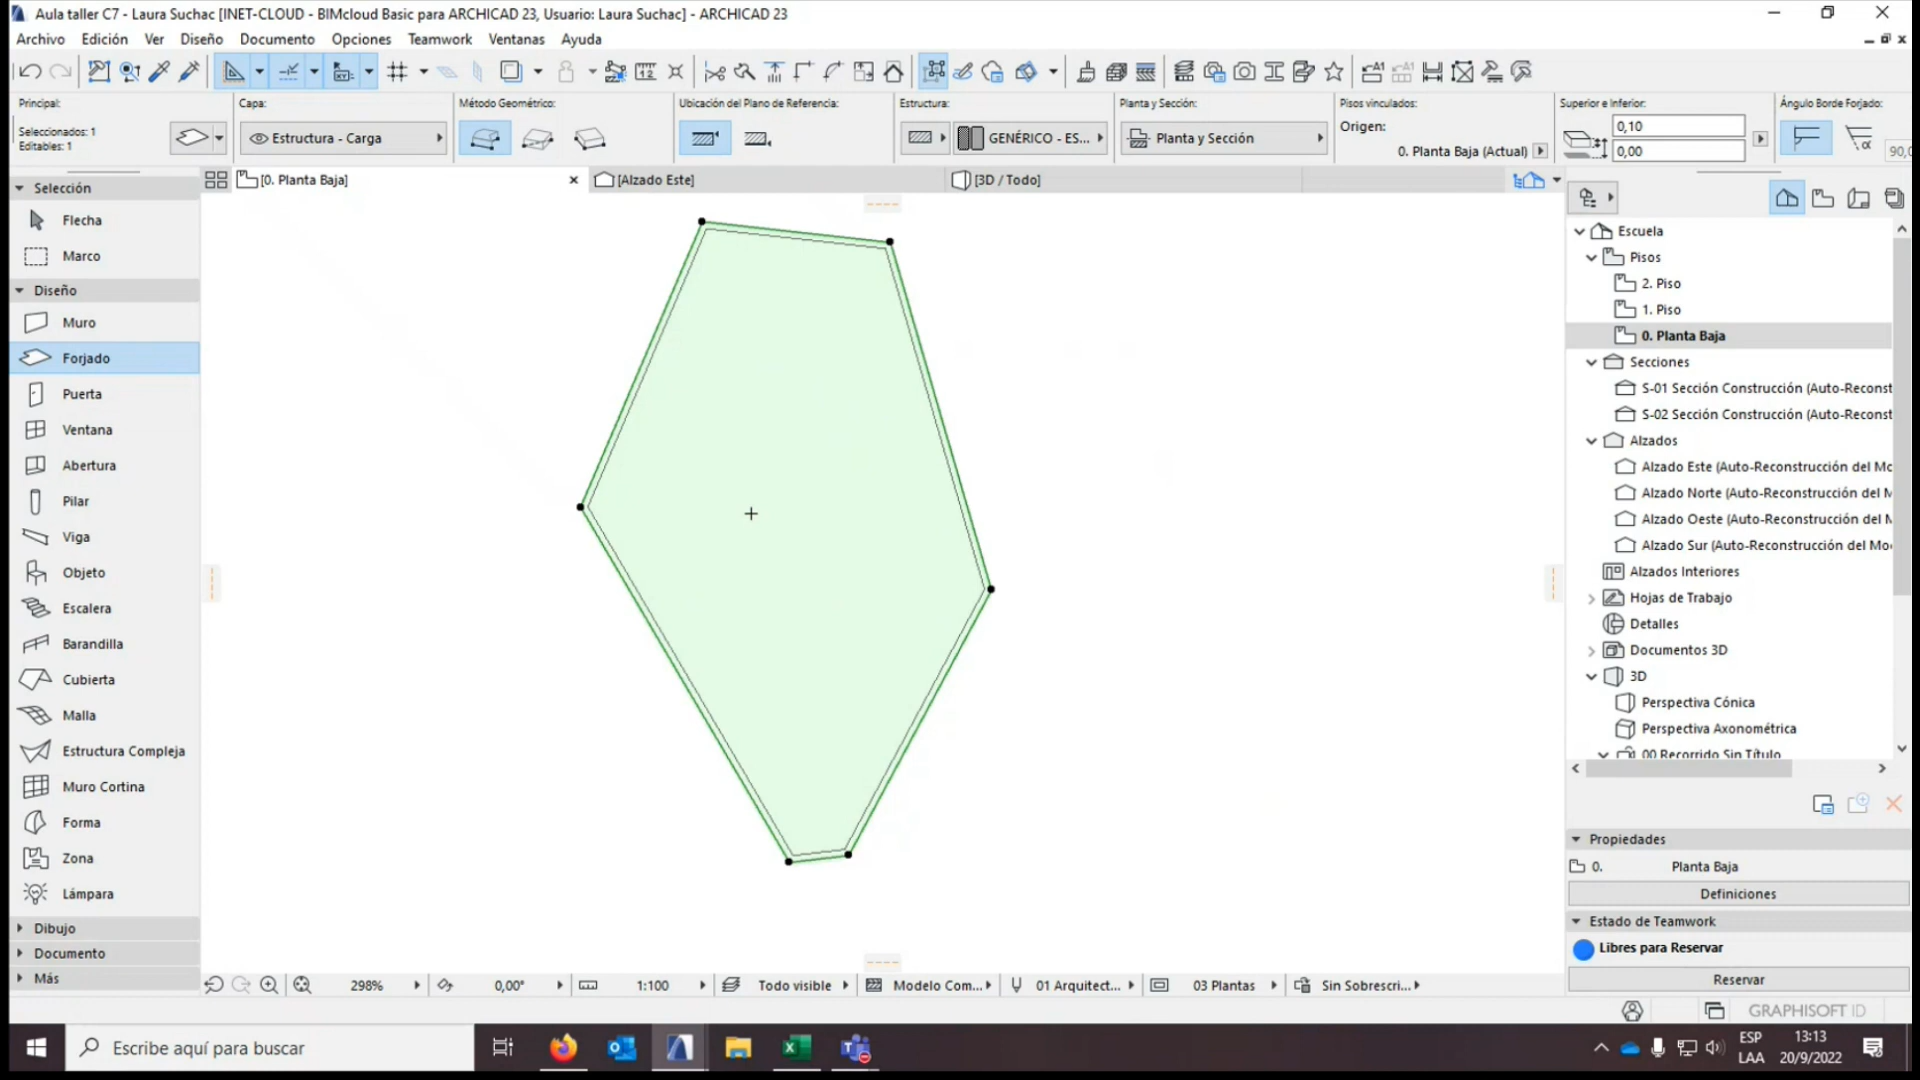 Aula taller C7 - Laura Suchac [INET-CLOUD - BIMcloud Basic para ARCHICAD 23, Usuario: Laura Suchac] - ARCHICAD 23
Archivo Edición Ver Diseño Documento Opciones Teamwork Ventanas Ayuda
Principal: Capa: Método Geométrico: Ubicación del Plano de Referencia: Estructura: Planta y Sección: Pisos vinculados: Superior e Inferior: Ángulo Borde Forjado:
Seleccionados: 1
Editables: 1
Estructura - Carga
GENÉRICO - ES...
Planta y Sección
Origen:
0. Planta Baja (Actual)
0,10
0,00
90,
[0. Planta Baja]
[Alzado Este]
[3D / Todo]
Selección
Flecha
Marco
Diseño
Muro
Forjado
Puerta
Ventana
Abertura
Pilar
Viga
Objeto
Escalera
Barandilla
Cubierta
Malla
Estructura Compleja
Muro Cortina
Forma
Zona
Lámpara
Dibujo
Documento
Más
Escuela
Pisos
2. Piso
1. Piso
0. Planta Baja
Secciones
S-01 Sección Construcción (Auto-Reconst
S-02 Sección Construcción (Auto-Reconst
Alzados
Alzado Este (Auto-Reconstrucción del Mo
Alzado Norte (Auto-Reconstrucción del M
Alzado Oeste (Auto-Reconstrucción del M
Alzado Sur (Auto-Reconstrucción del Mo
Alzados Interiores
Hojas de Trabajo
Detalles
Documentos 3D
3D
Perspectiva Cónica
Perspectiva Axonométrica
00 Recorrido Sin Título
Propiedades
0. Planta Baja
Definiciones
Estado de Teamwork
Libres para Reservar
Reservar
298% 0,00° 1:100 Todo visible Modelo Com... 01 Arquitect... 03 Plantas Sin Sobrescri...
GRAPHISOFT ID
Escribe aquí para buscar
ESP
LAA
13:13
20/9/2022